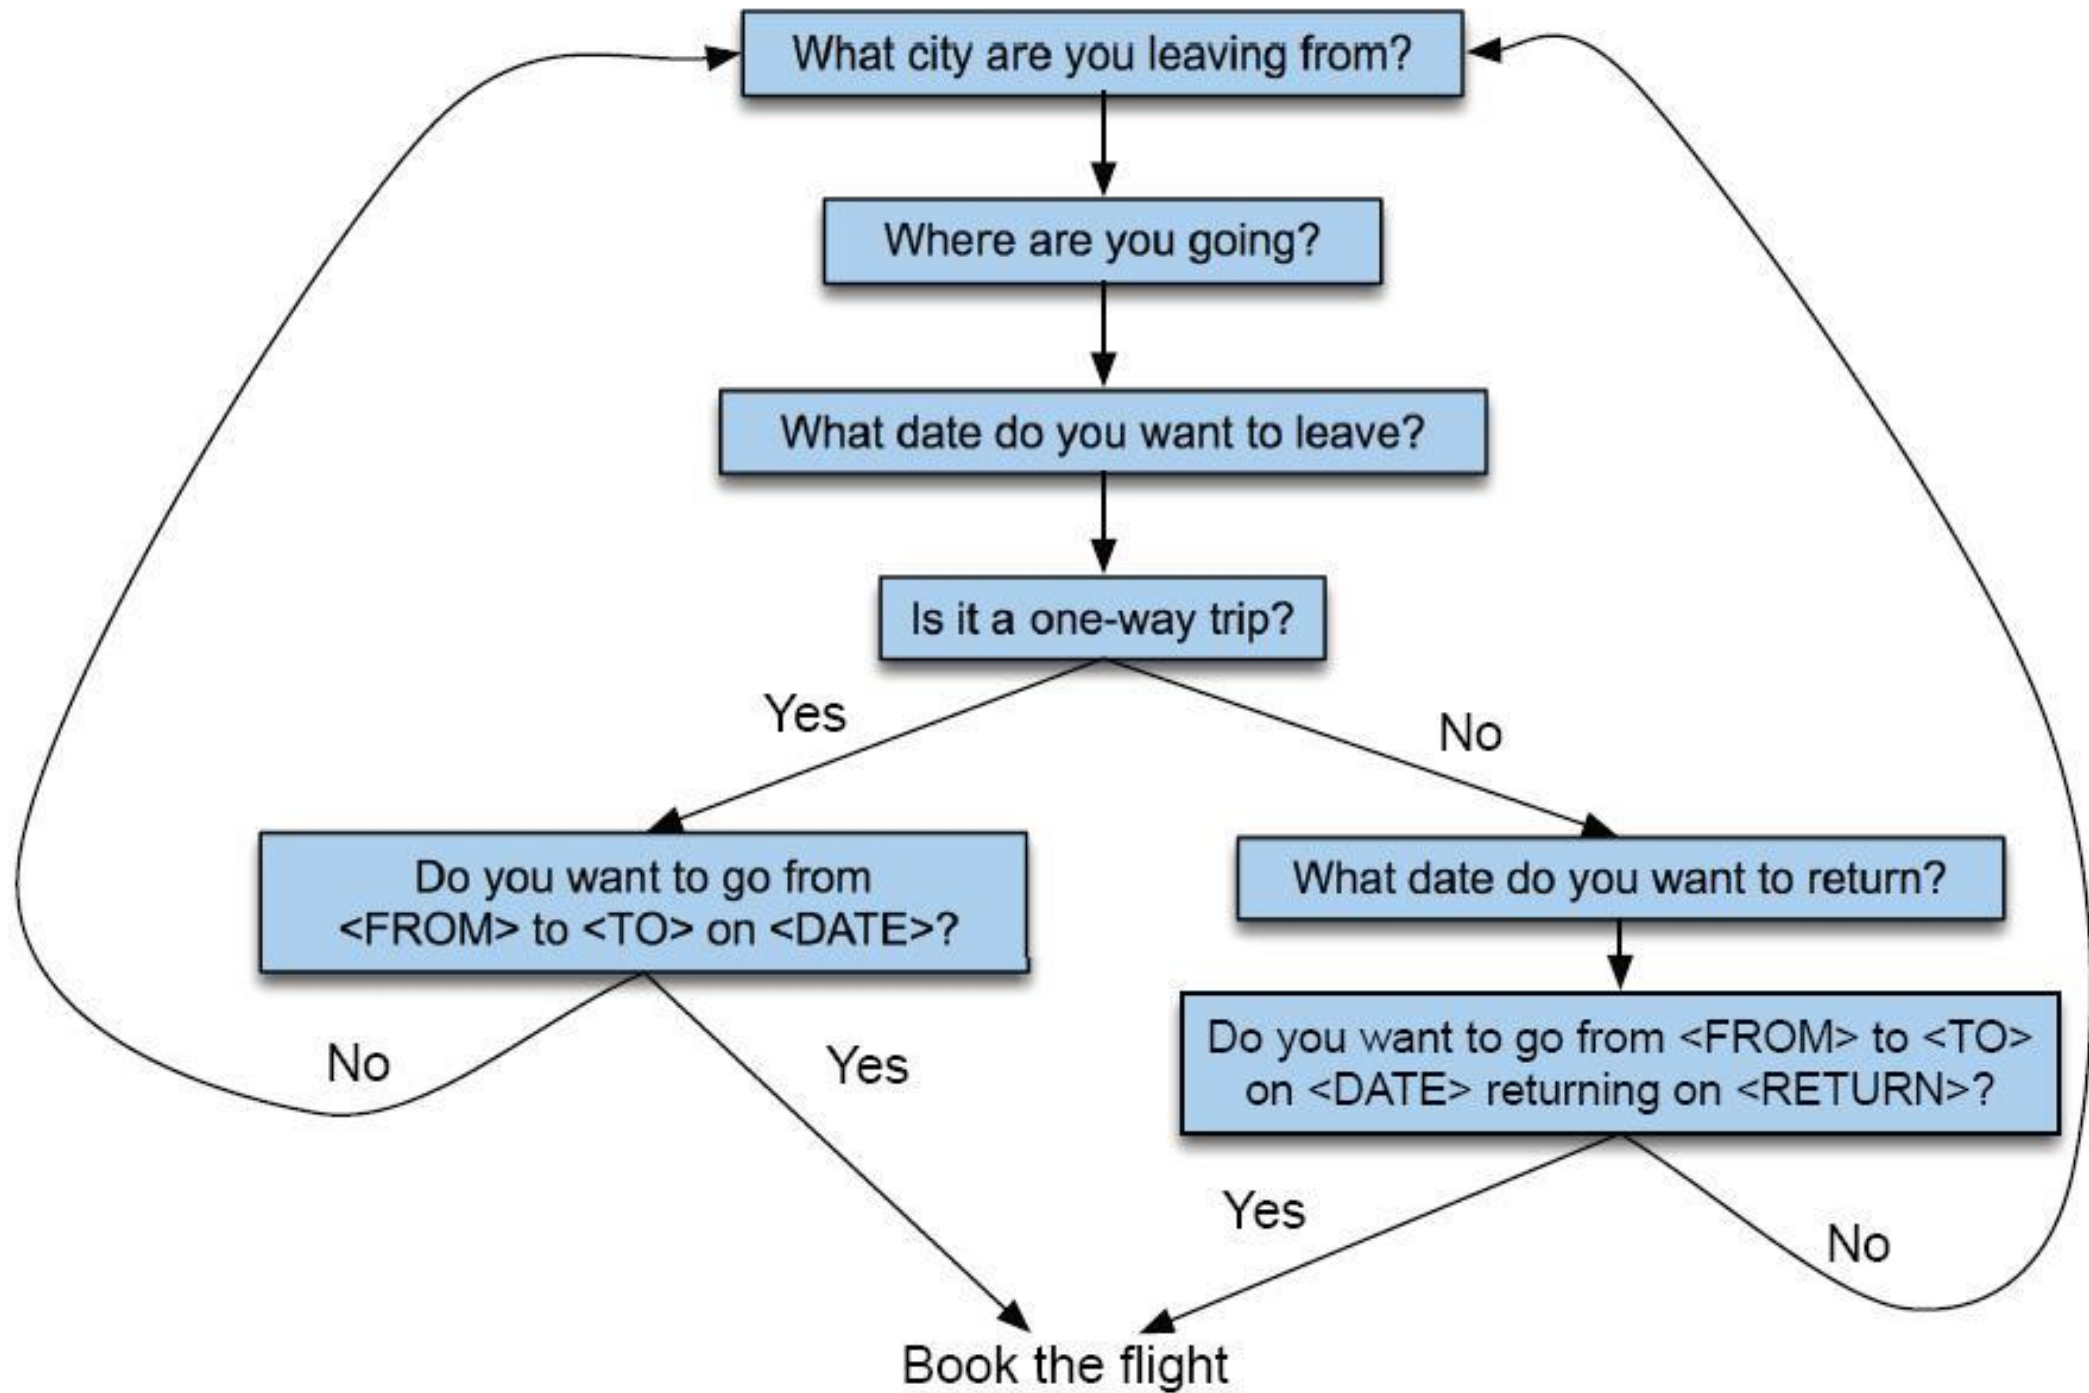 What city are you leaving from?
Where are you going?
What date do you want to leave?
Is it a one-way trip?
Yes
No
Do you want to go from
<FROM> to <TO> on <DATE>?
What date do you want to return?
Do you want to go from <FROM> to <TO>
on <DATE> returning on <RETURN>?
No
Yes
Yes
No
Book the flight